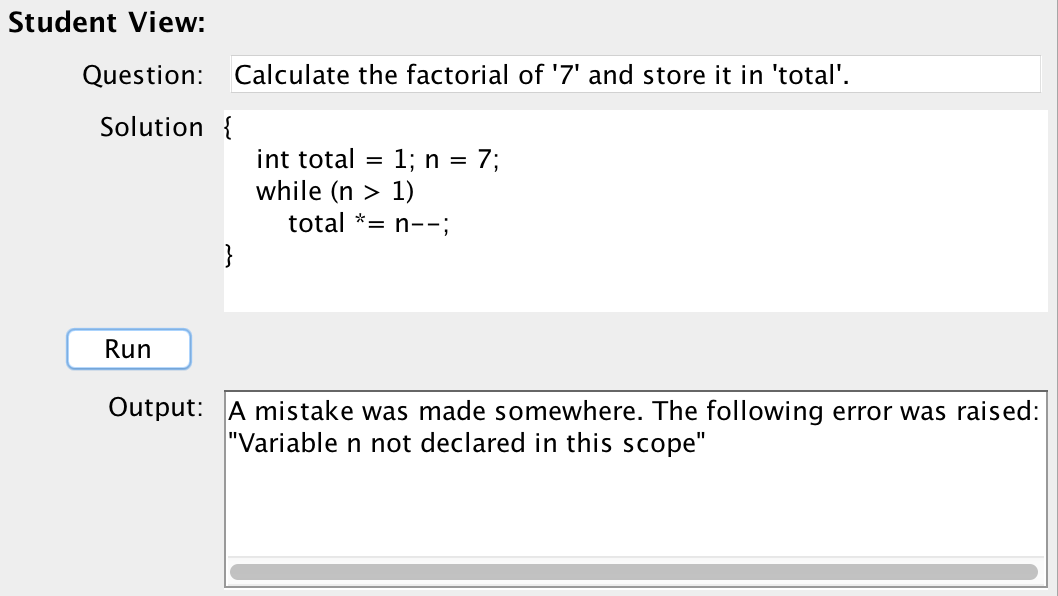 Student View:
Question: Calculate the factorial of '7' and store it in 'total'.
Solution {
int total = 1; n = 7;
while (n > 1)
total *= n--;
}
Run
Output: A mistake was made somewhere. The following error was raised:
"Variable n not declared in this scope"